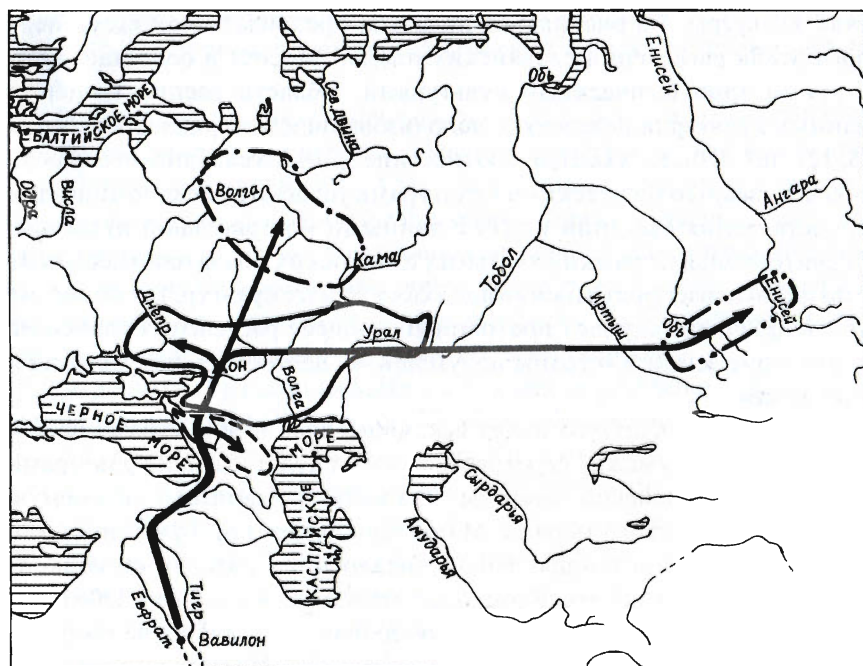 БАЛТИЙСКОЕ МОРЕ
Одра
Висла
Волга
Сев. Двина
Кама
Обь
Енисей
Ангара
Тобол
Иртыш
Обь
Енисей
Днепр
Дон
Волга
Урал
ЧЕРНОЕ
МОРЕ
КАСПИЙСКОЕ
МОРЕ
Сырдарья
Амударья
Тигр
Евфрат
Вавилон